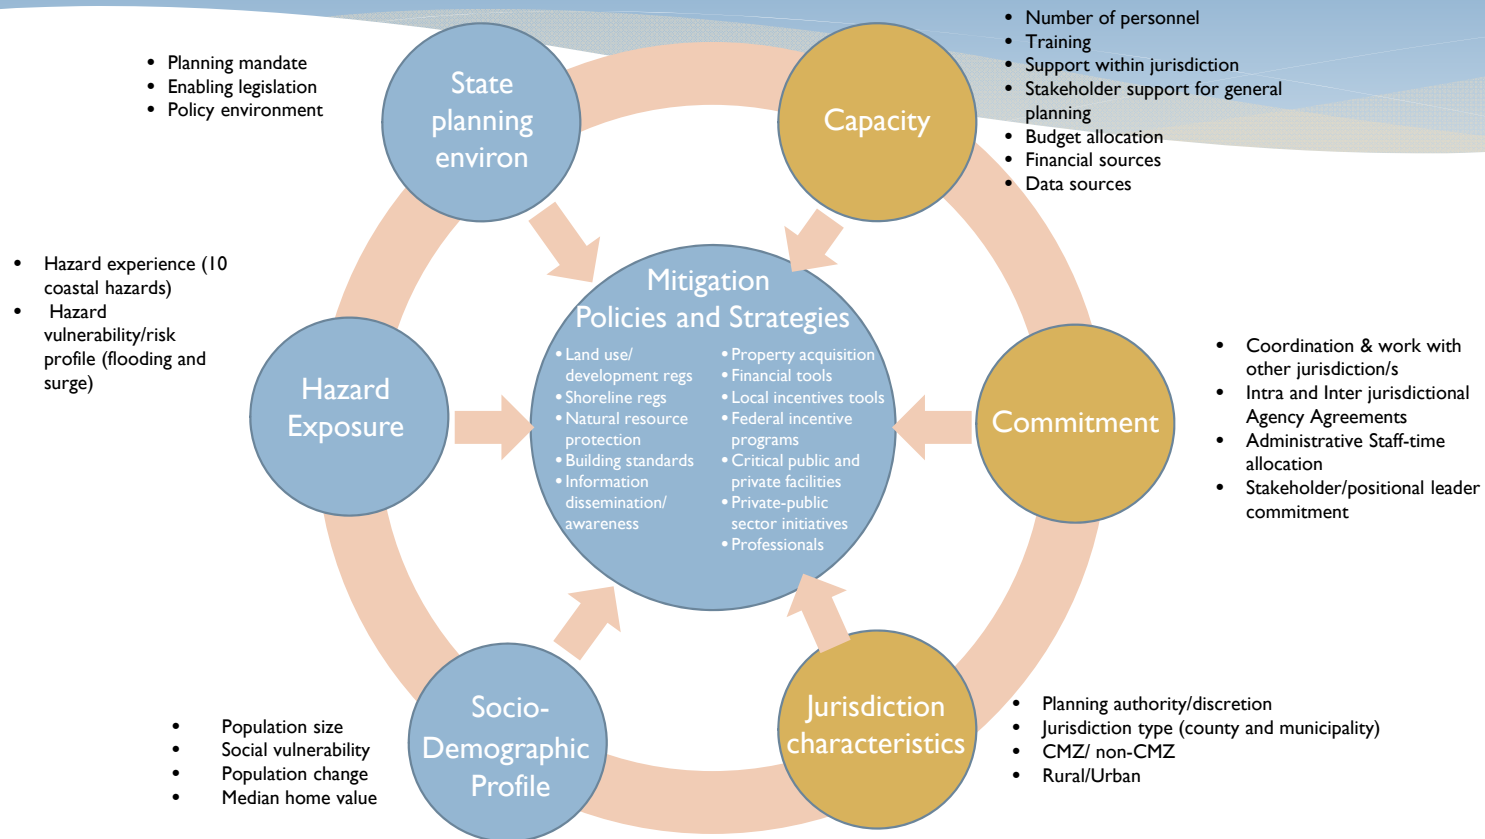 • Planning mandate
• Enabling legislation
• Policy environment
State
planning
environ
Capacity
• Number of personnel
• Training
• Support within jurisdiction
• Stakeholder support for general
planning
• Budget allocation
• Financial sources
• Data sources
• Hazard experience (10
coastal hazards)
• Hazard
vulnerability/risk
profile (flooding and
surge)
Hazard
Exposure
Mitigation
Policies and Strategies
• Land use/
development regs
• Shoreline regs
• Natural resource
protection
• Building standards
• Information
dissemination/
awareness
• Property acquisition
• Financial tools
• Local incentives tools
• Federal incentive
programs
• Critical public and
private facilities
• Private-public
sector initiatives
• Professionals
Commitment
• Coordination & work with
other jurisdiction/s
• Intra and Inter jurisdictional
Agency Agreements
• Administrative Staff-time
allocation
• Stakeholder/positional leader
commitment
• Population size
• Social vulnerability
• Population change
• Median home value
Socio-
Demographic
Profile
Jurisdiction
characteristics
• Planning authority/discretion
• Jurisdiction type (county and municipality)
• CMZ/ non-CMZ
• Rural/Urban